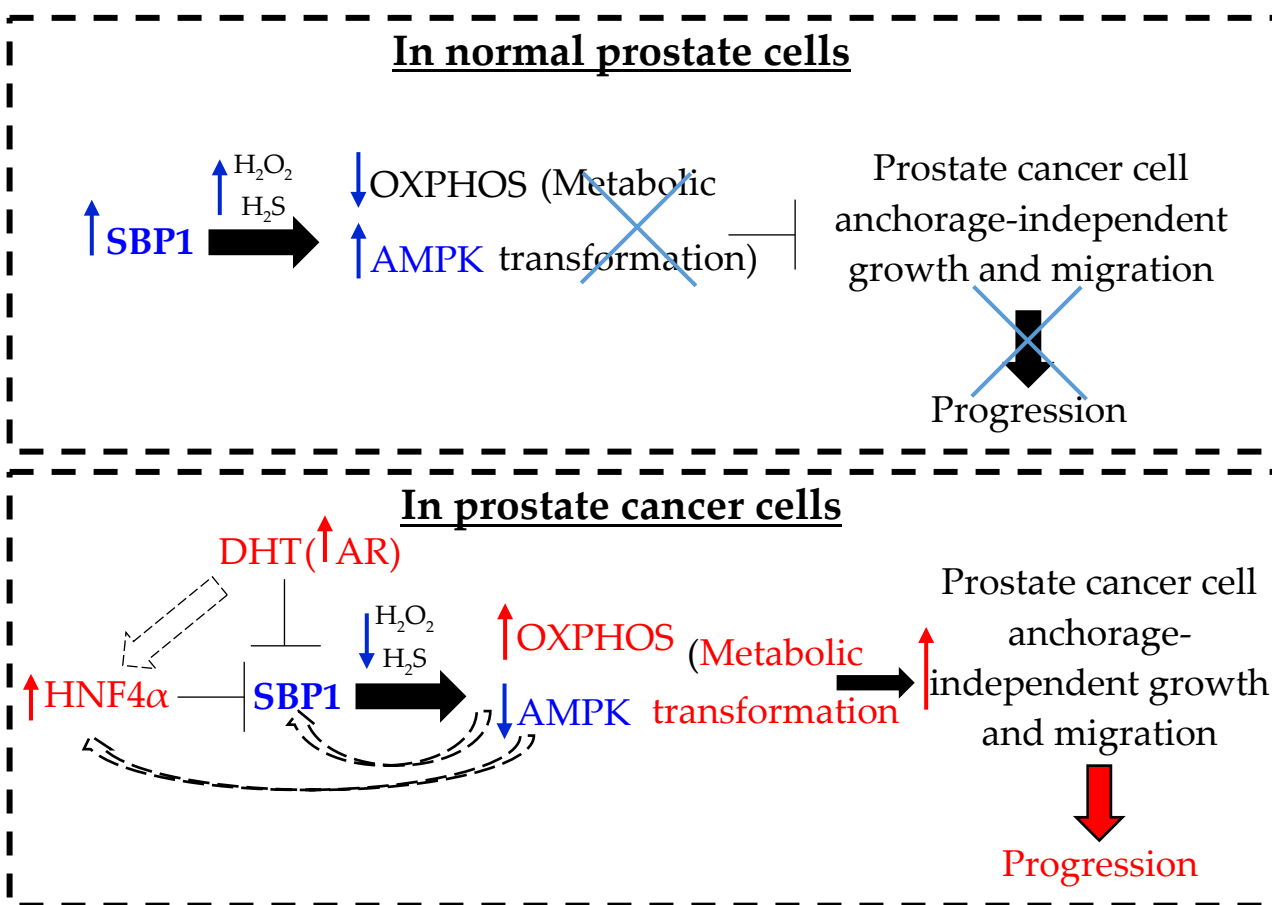 In normal prostate cells
H₂O₂
H₂S
SBP1
OXPHOS (Metabolic
AMPK transformation)
Prostate cancer cell
anchorage-independent
growth and migration
Progression
In prostate cancer cells
DHT(↑AR)
HNF4α
SBP1
H₂O₂
H₂S
OXPHOS (Metabolic
AMPK transformation
Prostate cancer cell
anchorage-
independent growth
and migration
Progression